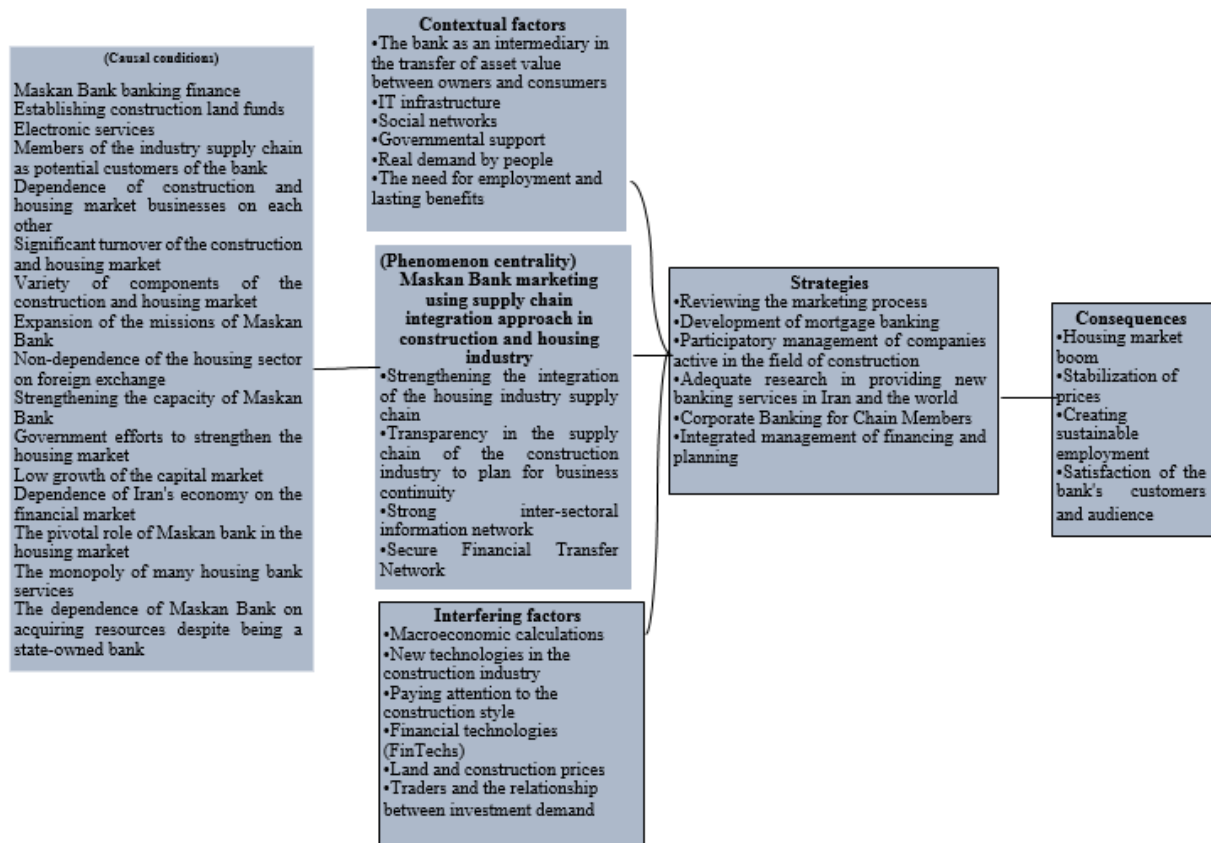 (Causal conditions)
Maskan Bank banking finance
Establishing construction land funds
Electronic services
Members of the industry supply chain
as potential customers of the bank
Dependence of construction and
housing market businesses on each
other
Significant turnover of the construction
and housing market
Variety of components of the
construction and housing market
Expansion of the missions of Maskan
Bank
Non-dependence of the housing sector
on foreign exchange
Strengthening the capacity of Maskan
Bank
Government efforts to strengthen the
housing market
Low growth of the capital market
Dependence of Iran's economy on the
financial market
The pivotal role of Maskan bank in the
housing market
The monopoly of many housing bank
services
The dependence of Maskan Bank on
acquiring resources despite being a
state-owned bank
Contextual factors
•The bank as an intermediary in
the transfer of asset value
between owners and consumers
•IT infrastructure
•Social networks
•Governmental support
•Real demand by people
•The need for employment and
lasting benefits
(Phenomenon centrality)
Maskan Bank marketing
using supply chain
integration approach in
construction and housing
industry
•Strengthening the integration
of the housing industry supply
chain
•Transparency in the supply
chain of the construction
industry to plan for business
continuity
•Strong inter-sectoral
information network
•Secure Financial Transfer
Network
Interfering factors
•Macroeconomic calculations
•New technologies in the
construction industry
•Paying attention to the
construction style
•Financial technologies
(FinTechs)
•Land and construction prices
•Traders and the relationship
between investment demand
Strategies
•Reviewing the marketing process
•Development of mortgage banking
•Participatory management of companies
active in the field of construction
•Adequate research in providing new
banking services in Iran and the world
•Corporate Banking for Chain Members
•Integrated management of financing and
planning
Consequences
•Housing market
boom
•Stabilization of
prices
•Creating
sustainable
employment
•Satisfaction of the
bank's customers
and audience